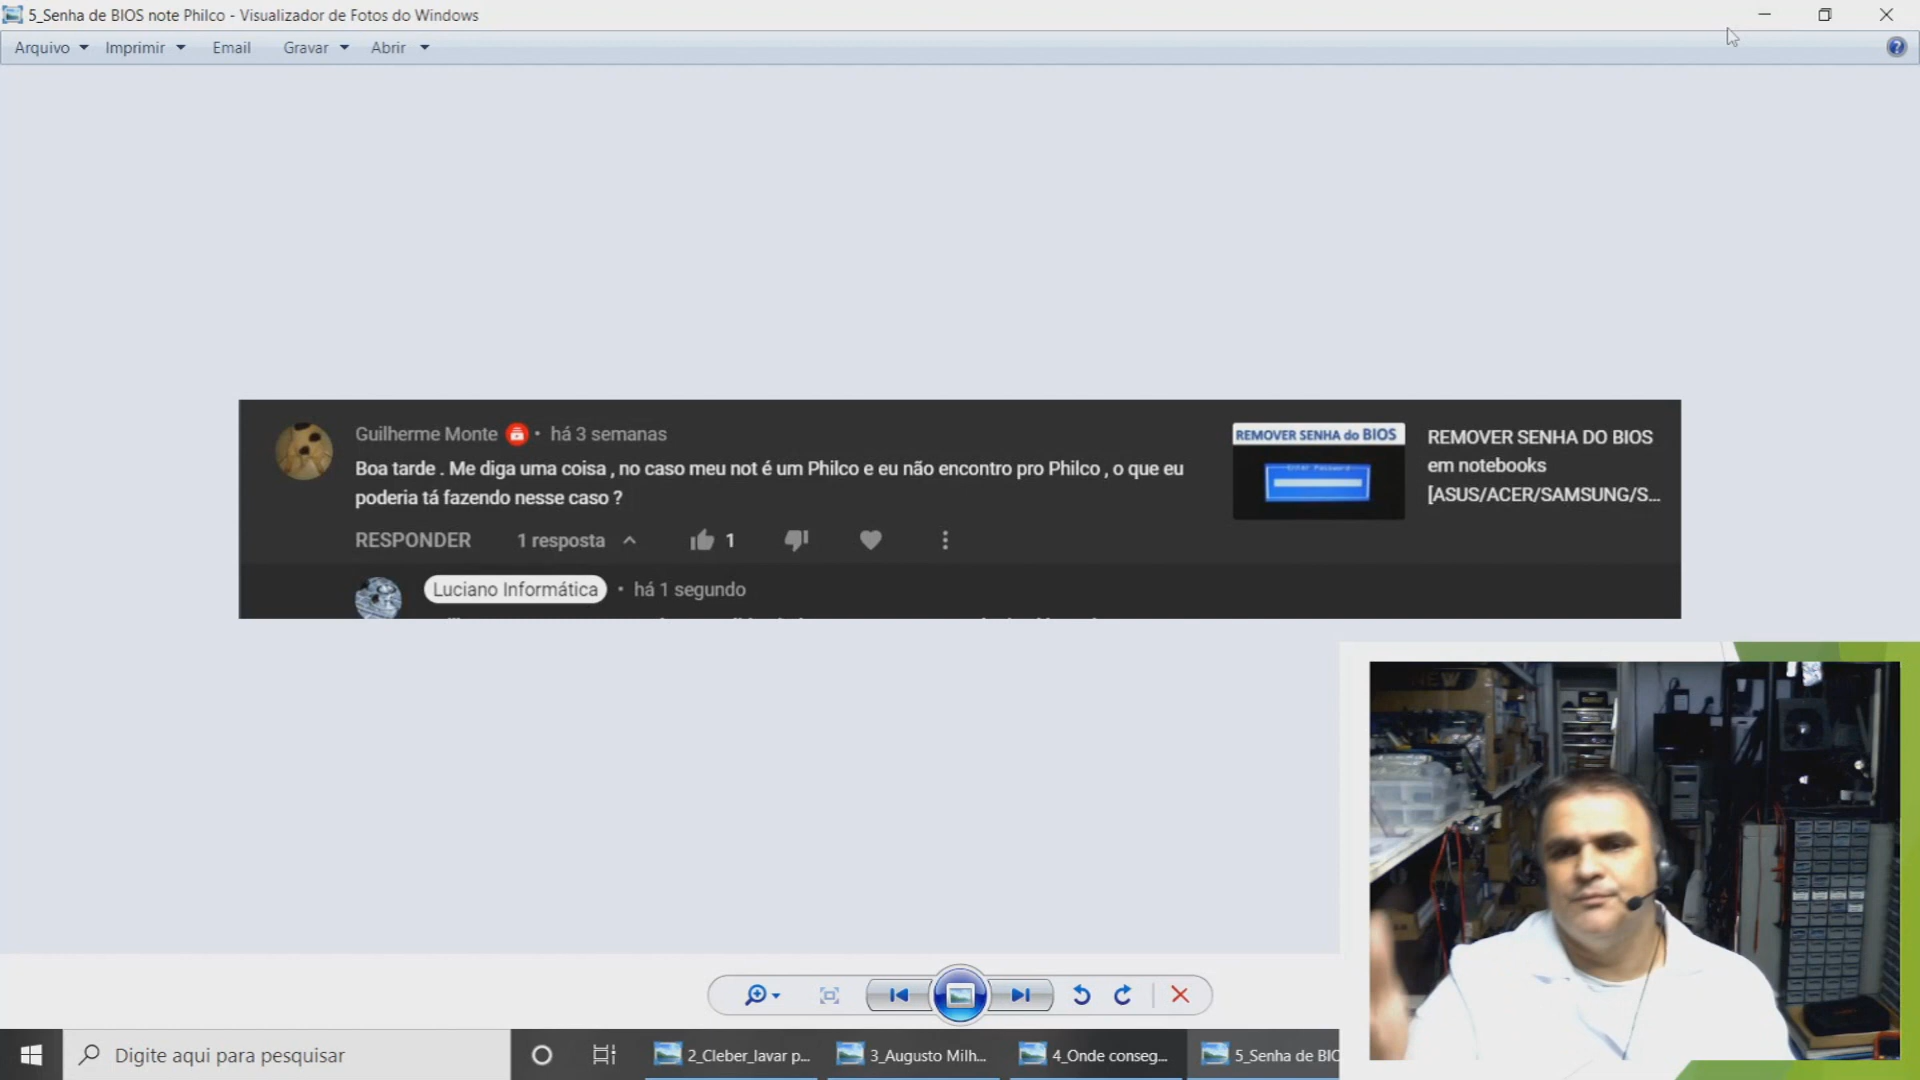 5_Senha de BIOS note Philco - Visualizador de Fotos do Windows
Arquivo Imprimir Email Gravar Abrir
Guilherme Monte • há 3 semanas
Boa tarde . Me diga uma coisa , no caso meu not é um Philco e eu não encontro pro Philco , o que eu
poderia tá fazendo nesse caso ?
RESPONDER 1 resposta 1
REMOVER SENHA do BIOS
Enter Password
REMOVER SENHA DO BIOS
em notebooks
[ASUS/ACER/SAMSUNG/S...
Luciano Informática • há 1 segundo
NEW
Digite aqui para pesquisar
2_Cleber_lavar p...
3_Augusto Milh...
4_Onde conseg...
5_Senha de BIO